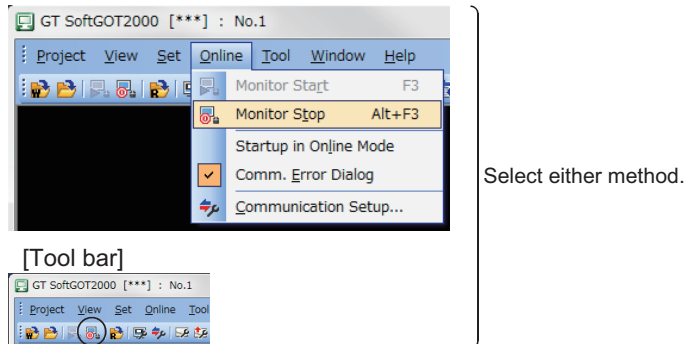 GT SoftGOT2000 [***] : No.1
Project View Set Online Tool Window Help
Monitor Start F3
Monitor Stop Alt+F3
Startup in Online Mode
Comm. Error Dialog
Communication Setup...
Select either method.
[Tool bar]
GT SoftGOT2000 [***] : No.1
Project View Set Online Tool